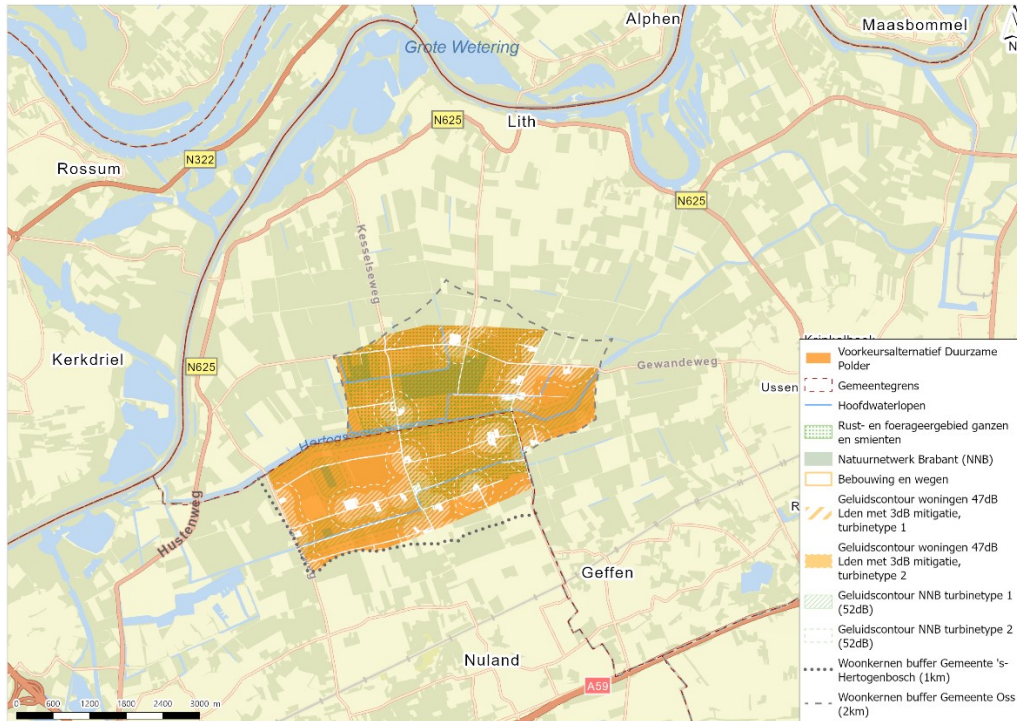 Alphen
Maasbommel
Grote Wetering
N
N625
Lith
N322
Rossum
N625
Kesselseweg
Kerkdriel
N625
Gewandeweg
Ussen
Hertogs
Hustenweg
Geffen
Nuland
A59
0 600 1200 1800 2400 3000 m
Voorkeursalternatief Duurzame
Polder
Gemeentegrens
Hoofdwaterlopen
Rust- en foerageergebied ganzen
en smienten
Natuurnetwerk Brabant (NNB)
Bebouwing en wegen
Geluidscontour woningen 47dB
Lden met 3dB mitigatie,
turbinetype 1
Geluidscontour woningen 47dB
Lden met 3dB mitigatie,
turbinetype 2
Geluidscontour NNB turbinetype 1
(52dB)
Geluidscontour NNB turbinetype 2
(52dB)
Woonkernen buffer Gemeente 's-
Hertogenbosch (1km)
Woonkernen buffer Gemeente Oss
(2km)